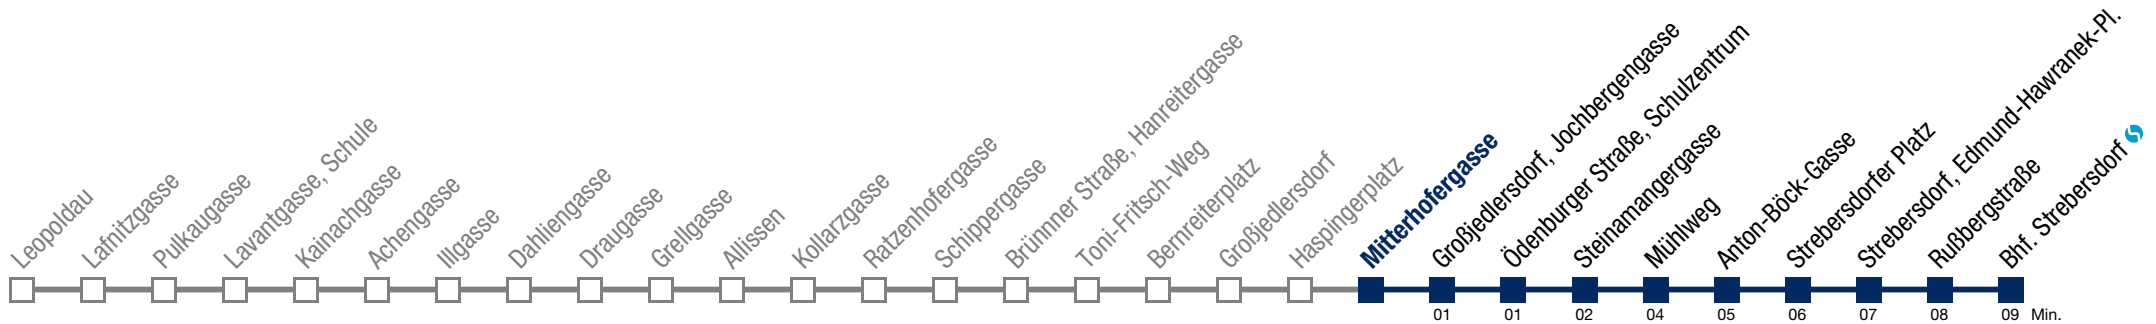 Leopoldau
Lafnitzgasse
Pulkaugasse
Lavantgasse, Schule
Kainachgasse
Achengasse
Illgasse
Dahliengasse
Draugasse
Grellgasse
Allissen
Kollarzgasse
Ratzenhofergasse
Schippergasse
Brünner Straße, Hanreitergasse
Toni-Fritsch-Weg
Bernreiterplatz
Großjedlersdorf
Haspingerplatz
Mitterhofergasse
Großjedlersdorf, Jochbergengasse
Ödenburger Straße, Schulzentrum
Steinamangergasse
Mühlweg
Anton-Böck-Gasse
Strebersdorfer Platz
Strebersdorf, Edmund-Hawranek-Pl.
Rußbergstraße
Bhf. Strebersdorf
01 01 02 04 05 06 07 08 09 Min.